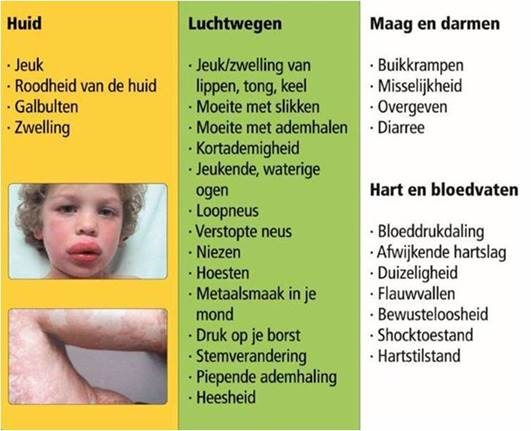 Huid
· Jeuk
· Roodheid van de huid
· Galbulten
· Zwelling
Luchtwegen
· Jeuk/zwelling van
lippen, tong, keel
· Moeite met slikken
· Moeite met ademhalen
· Kortademigheid
· Jeukende, waterige
ogen
· Loopneus
· Verstopte neus
· Niezen
· Hoesten
· Metaalsmaak in je
mond
· Druk op je borst
· Stemverandering
· Piepende ademhaling
· Heesheid
Maag en darmen
· Buikkrampen
· Misselijkheid
· Overgeven
· Diarree
Hart en bloedvaten
· Bloeddrukdaling
· Afwijkende hartslag
· Duizeligheid
· Flauwvallen
· Bewusteloosheid
· Shocktoestand
· Hartstilstand